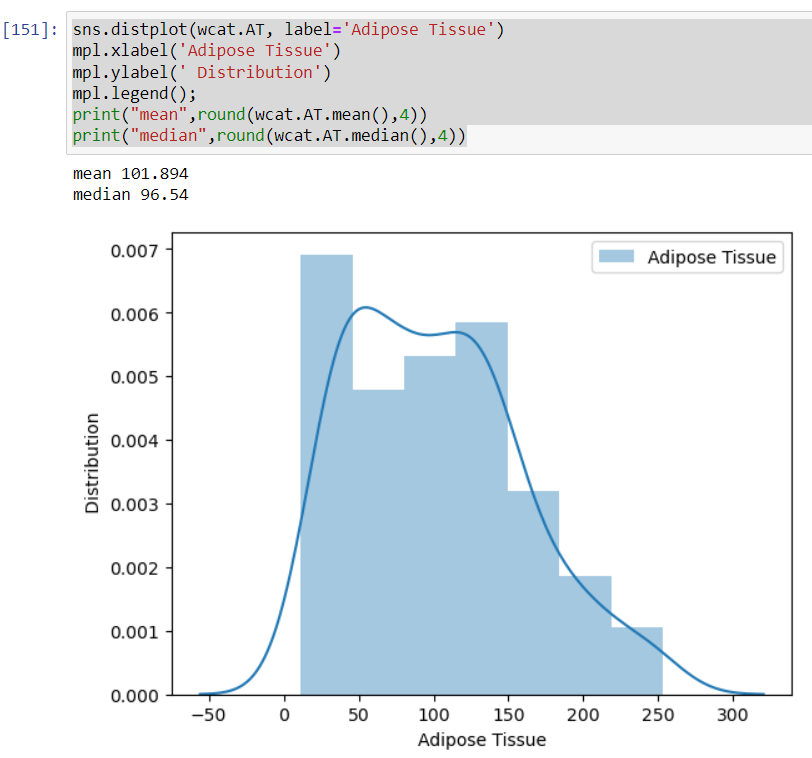 [151]: sns.distplot(wcat.AT, label='Adipose Tissue')
mpl.xlabel('Adipose Tissue')
mpl.ylabel(' Distribution')
mpl.legend();
print("mean",round(wcat.AT.mean(),4))
print("median",round(wcat.AT.median(),4))
mean 101.894
median 96.54
Adipose Tissue
0.007
0.006
0.005
0.004
0.003
0.002
0.001
0.000
Distribution
−50 0 50 100 150 200 250 300
Adipose Tissue